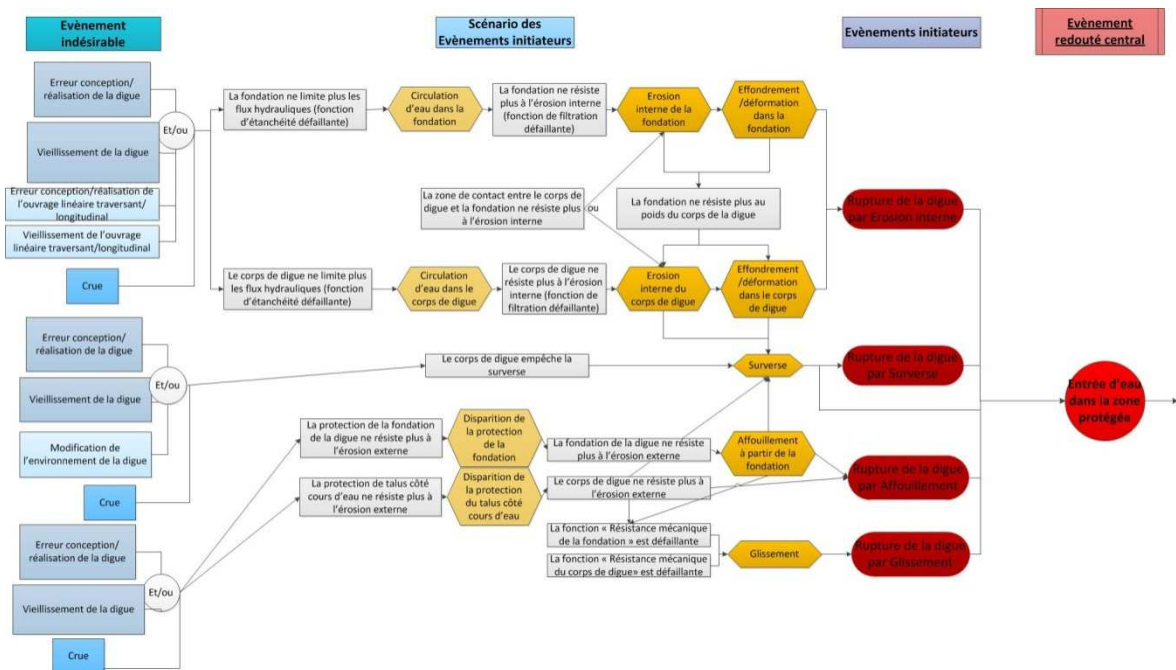 Evènement
indésirable
Scénario des
Evènements initiateurs
Evènements initiateurs
Evènement
redouté central
Erreur conception/
réalisation de la digue
Vieillissement de la digue
Erreur conception/réalisation de
l'ouvrage linéaire traversant/
longitudinal
Vieillissement de l'ouvrage
linéaire traversant/longitudinal
Crue
Et/ou
La fondation ne limite plus les
flux hydrauliques (fonction
d'étanchéité défaillante)
Circulation
d'eau dans la
fondation
La fondation ne résiste
plus à l'érosion interne
(fonction de filtration
défaillante)
Erosion
interne de la
fondation
Effondrement
/déformation
dans la
fondation
La zone de contact entre le corps de
digue et la fondation ne résiste plus
à l'érosion interne
ou
La fondation ne résiste plus au
poids du corps de la digue
Rupture de la digue
par Erosion Interne
Le corps de digue ne limite plus
les flux hydrauliques (fonction
d'étanchéité défaillante)
Circulation
d'eau dans le
corps de digue
Le corps de digue ne
résiste plus à l'érosion
interne (fonction de
filtration défaillante)
Erosion
interne du
corps de digue
Effondrement
/déformation
dans le corps
de digue
Erreur conception/
réalisation de la digue
Vieillissement de la digue
Modification de
l'environnement de la digue
Crue
Et/ou
Le corps de digue empêche la
surverse
Surverse
Rupture de la digue
par Surverse
Entrée d'eau
dans la zone
protégée
La protection de la fondation
de la digue ne résiste plus à
l'érosion externe
Disparition de
la protection
de la
fondation
La fondation de la digue ne résiste
plus à l'érosion externe
Affouillement
à partir de la
fondation
Rupture de la digue
par Affouillement
La protection de talus côté
cours d'eau ne résiste plus à
l'érosion externe
Disparition de
la protection
du talus côté
cours d'eau
Le corps de digue ne résiste plus à
l'érosion externe
Erreur conception/
réalisation de la digue
Vieillissement de la digue
Crue
Et/ou
La fonction « Résistance mécanique
de la fondation » est défaillante
La fonction « Résistance mécanique
du corps de digue» est défaillante
Glissement
Rupture de la digue
par Glissement